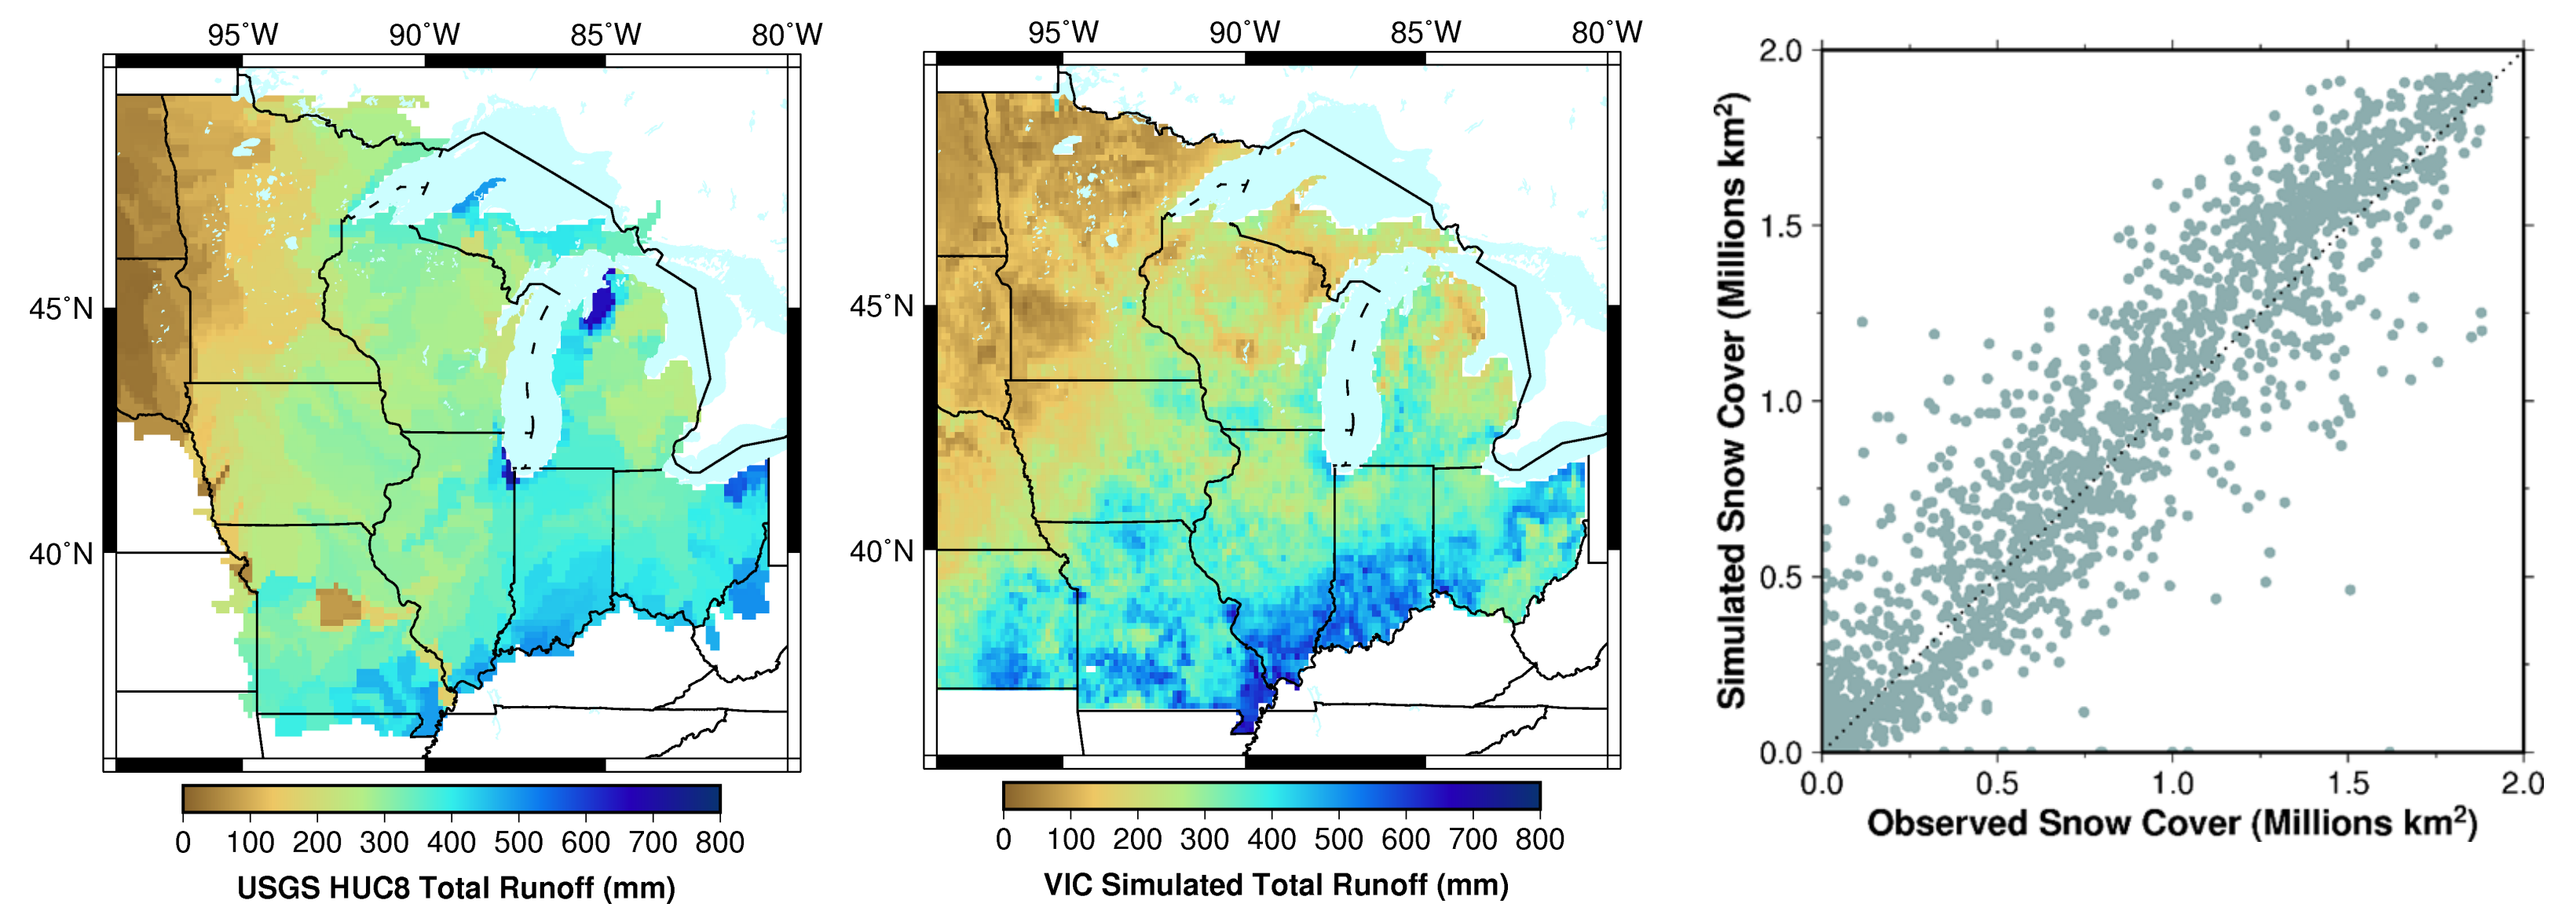 95°W 90°W 85°W 80°W
45°N
40°N
0 100 200 300 400 500 600 700 800
USGS HUC8 Total Runoff (mm)
95°W 90°W 85°W 80°W
45°N
40°N
0 100 200 300 400 500 600 700 800
VIC Simulated Total Runoff (mm)
Simulated Snow Cover (Millions km²)
2.0
1.5
1.0
0.5
0.0
0.0 0.5 1.0 1.5 2.0
Observed Snow Cover (Millions km²)